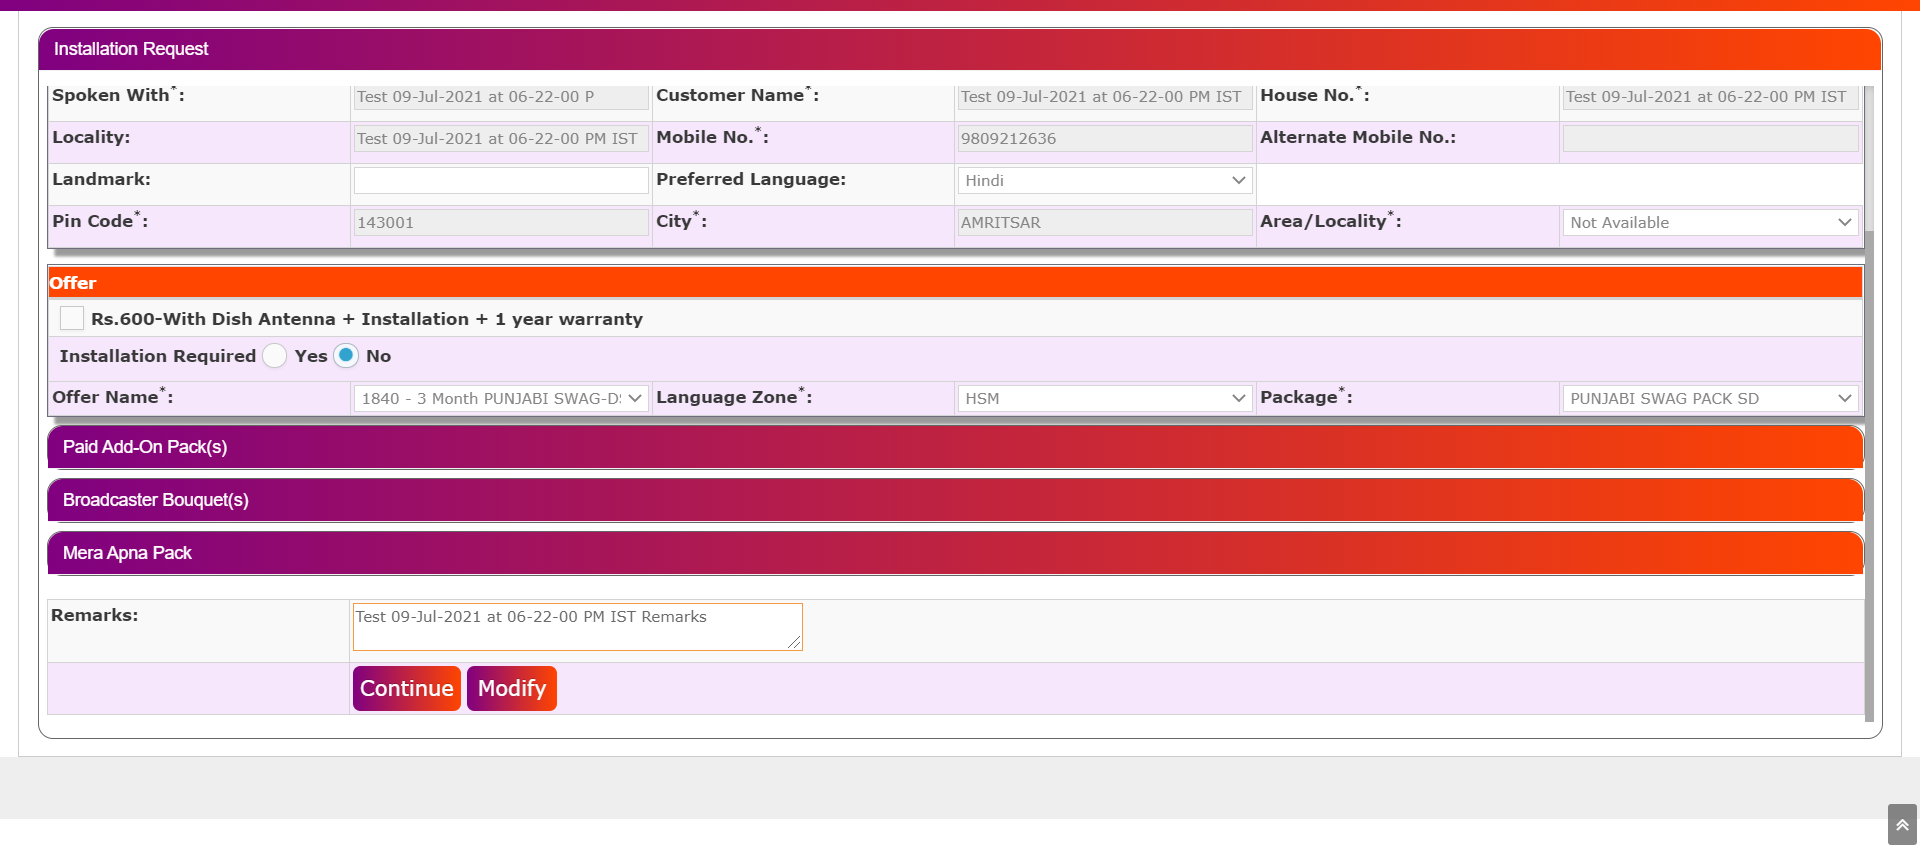 Installation Request
Spoken With*: Test 09-Jul-2021 at 06-22-00 P Customer Name*: Test 09-Jul-2021 at 06-22-00 PM IST House No.*: Test 09-Jul-2021 at 06-22-00 PM IST
Locality: Test 09-Jul-2021 at 06-22-00 PM IST Mobile No.*: 9809212636 Alternate Mobile No.:
Landmark: Preferred Language: Hindi
Pin Code*: 143001 City*: AMRITSAR Area/Locality*: Not Available
Offer
Rs.600-With Dish Antenna + Installation + 1 year warranty
Installation Required Yes No
Offer Name*: 1840 - 3 Month PUNJABI SWAG-D Language Zone*: HSM Package*: PUNJABI SWAG PACK SD
Paid Add-On Pack(s)
Broadcaster Bouquet(s)
Mera Apna Pack
Remarks: Test 09-Jul-2021 at 06-22-00 PM IST Remarks
Continue Modify